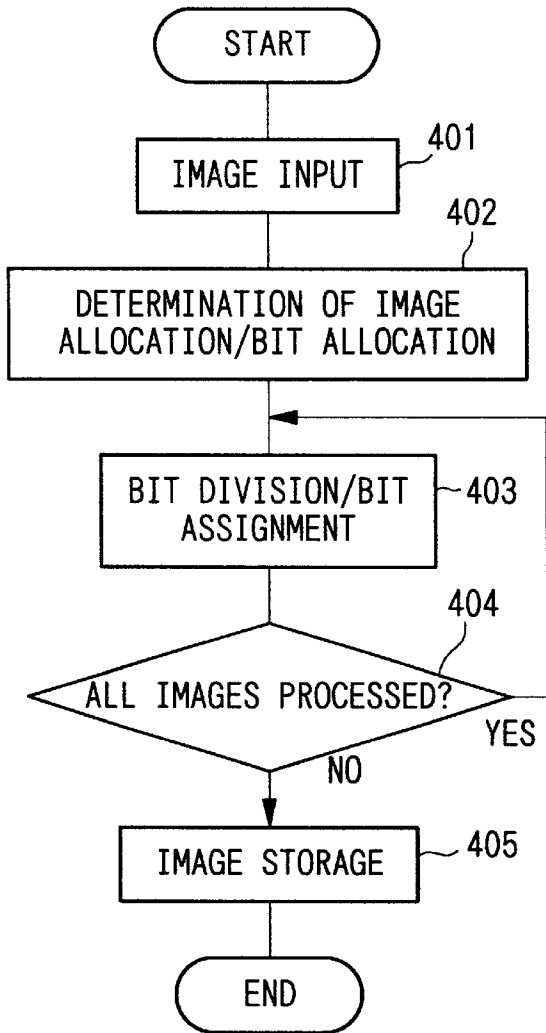 START
401
IMAGE INPUT
402
DETERMINATION OF IMAGE
ALLOCATION/BIT ALLOCATION
BIT DIVISION/BIT
ASSIGNMENT
403
404
ALL IMAGES PROCESSED?
YES
NO
IMAGE STORAGE
405
END